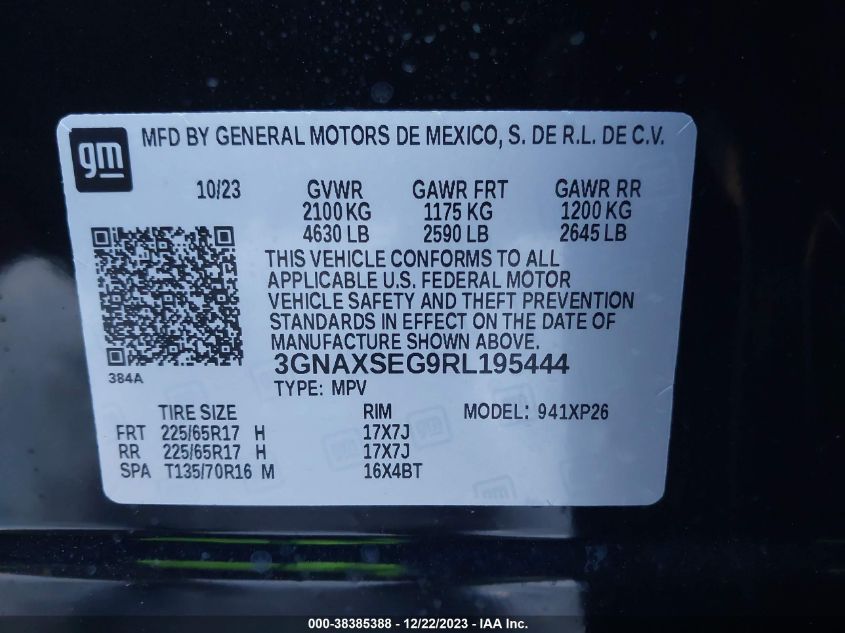 gm
MFD BY GENERAL MOTORS DE MEXICO, S. DE R.L. DE C.V.
10/23 GVWR GAWR FRT GAWR RR
2100 KG 1175 KG 1200 KG
4630 LB 2590 LB 2645 LB
THIS VEHICLE CONFORMS TO ALL
APPLICABLE U.S. FEDERAL MOTOR
VEHICLE SAFETY AND THEFT PREVENTION
STANDARDS IN EFFECT ON THE DATE OF
MANUFACTURE SHOWN ABOVE.
3GNAXSEG9RL195444
384A
TYPE: MPV
TIRE SIZE RIM MODEL: 941XP26
FRT 225/65R17 H 17X7J
RR 225/65R17 H 17X7J
SPA T135/70R16 M 16X4BT
000-38385388 - 12/22/2023 - IAA Inc.